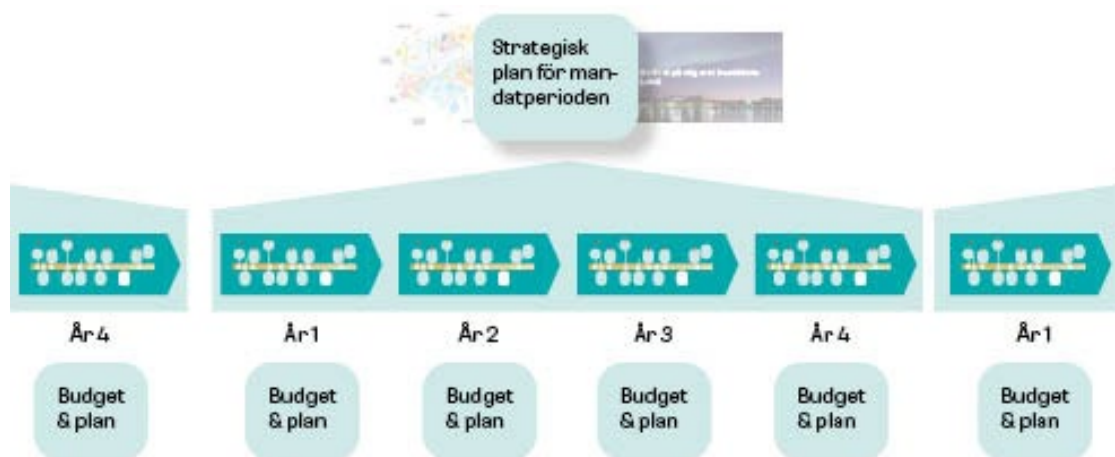 Strategisk
plan för man-
datperioden
År 4
År 1
År 2
År 3
År 4
År 1
Budget
& plan
Budget
& plan
Budget
& plan
Budget
& plan
Budget
& plan
Budget
& plan